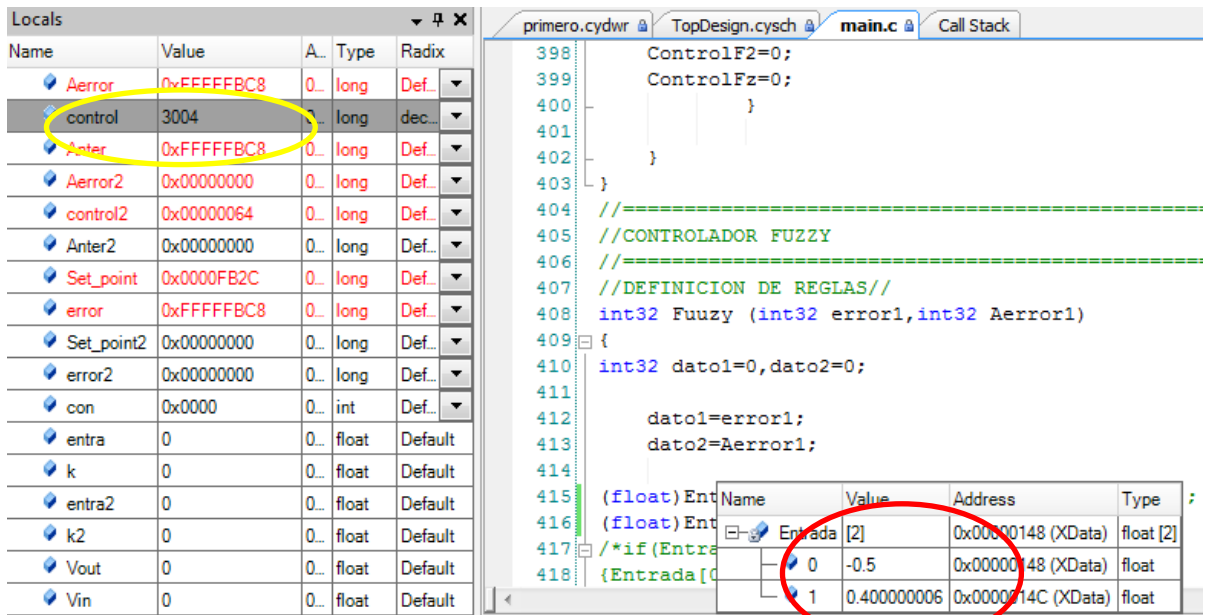 Locals
Name Value A... Type Radix
Aerror 0xFFFFFBC8 0... long Def...
control 3004 long dec...
Anter 0xFFFFFBC8 0... long Def...
Aerror2 0x00000000 0... long Def...
control2 0x00000064 0... long Def...
Anter2 0x00000000 0... long Def...
Set_point 0x0000FB2C 0... long Def...
error 0xFFFFFBC8 0... long Def...
Set_point2 0x00000000 0... long Def...
error2 0x00000000 0... long Def...
con 0x0000 0... int Def...
entra 0 0... float Default
k 0 0... float Default
entra2 0 0... float Default
k2 0 0... float Default
Vout 0 0... float Default
Vin 0 0... float Default
primero.cydwr TopDesign.cysch main.c Call Stack
398 ControlF2=0;
399 ControlFz=0;
400 }
401
402 }
403 }
404 //==================================================
405 //CONTROLADOR FUZZY
406 //==================================================
407 //DEFINICION DE REGLAS//
408 int32 Fuuzy (int32 error1,int32 Aerror1)
409 {
410 int32 dato1=0,dato2=0;
411
412 dato1=error1;
413 dato2=Aerror1;
414
415 (float)Ent ;
416 (float)Ent
417 /*if(Entra
418 {Entrada[0
Name Value Address Type
Entrada [2] 0x00000148 (XData) float [2]
0 -0.5 0x00000148 (XData) float
1 0.400000006 0x0000014C (XData) float